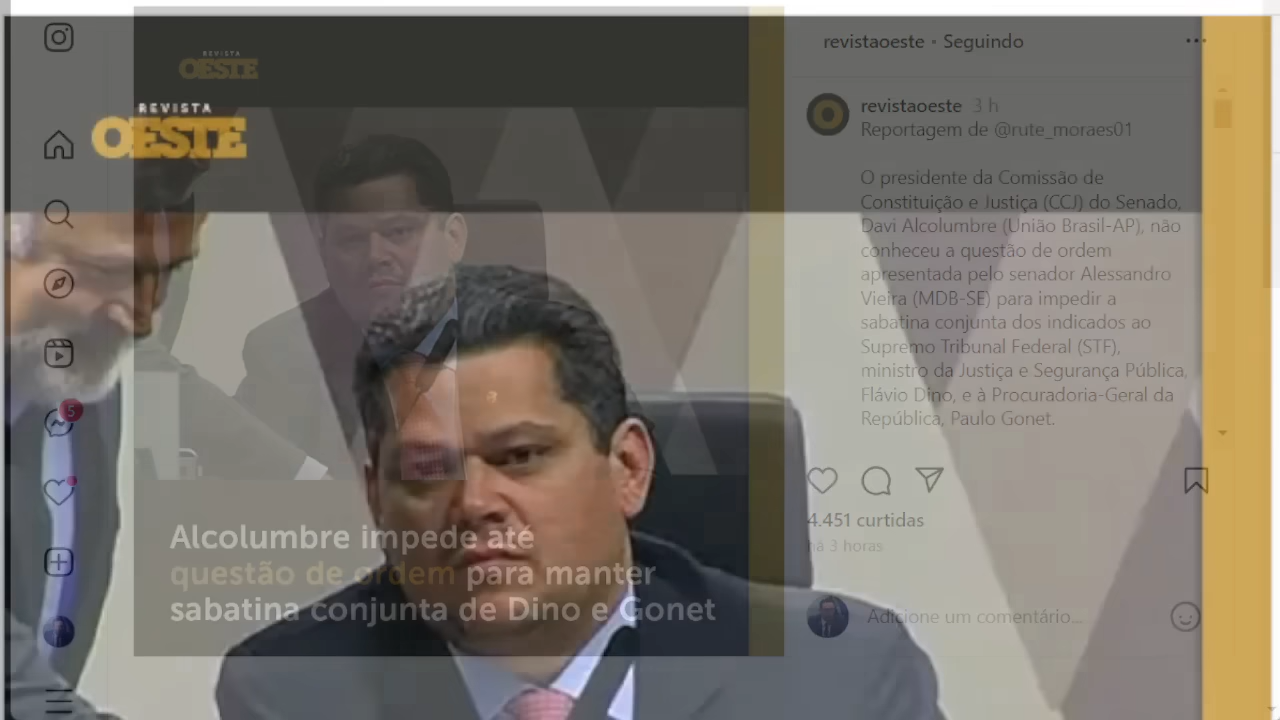 REVISTA
OESTE
REVISTA
OESTE
Alcolumbre impede até
questão de ordem para manter
sabatina conjunta de Dino e Gonet
revistaoeste • Seguindo
revistaoeste 3 h
Reportagem de @rute_moraes01
O presidente da Comissão de
Constituição e Justiça (CCJ) do Senado,
Davi Alcolumbre (União Brasil-AP), não
conheceu a questão de ordem
apresentada pelo senador Alessandro
Vieira (MDB-SE) para impedir a
sabatina conjunta dos indicados ao
Supremo Tribunal Federal (STF),
ministro da Justiça e Segurança Pública,
Flávio Dino, e à Procuradoria-Geral da
República, Paulo Gonet.
5
4.451 curtidas
há 3 horas
Adicione um comentário...